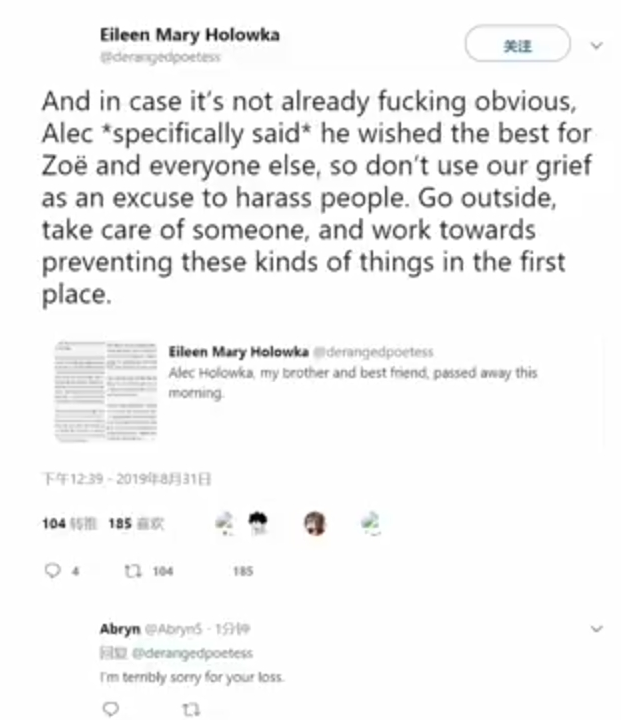 Eileen Mary Holowka
@derangedpoetess
关注
And in case it's not already fucking obvious,
Alec *specifically said* he wished the best for
Zoë and everyone else, so don't use our grief
as an excuse to harass people. Go outside,
take care of someone, and work towards
preventing these kinds of things in the first
place.
Eileen Mary Holowka @derangedpoetess
Alec Holowka, my brother and best friend, passed away this
morning.
下午12:39 - 2019年8月31日
104 转推 185 喜欢
4 104 185
Abryn @Abryn5 · 1分钟
回复 @derangedpoetess
I'm terribly sorry for your loss.